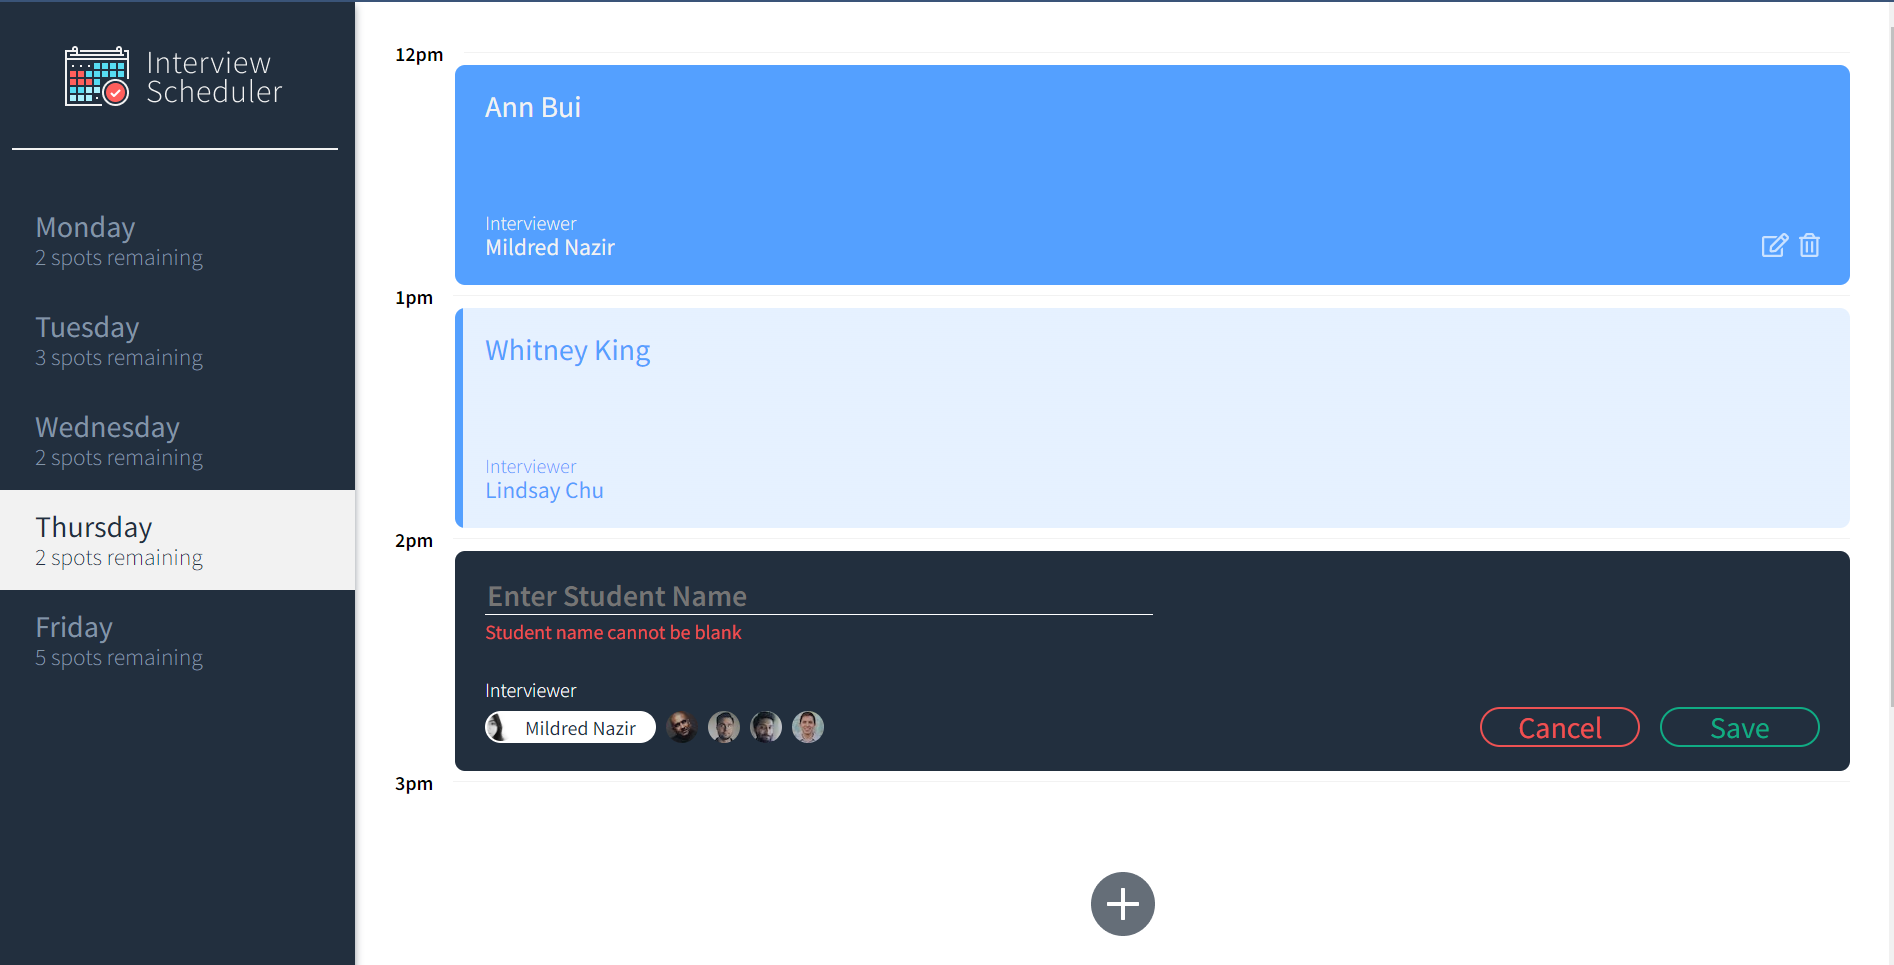 Interview
Scheduler
Monday
2 spots remaining
Tuesday
3 spots remaining
Wednesday
2 spots remaining
Thursday
2 spots remaining
Friday
5 spots remaining
12pm
Ann Bui
Interviewer
Mildred Nazir
1pm
Whitney King
Interviewer
Lindsay Chu
2pm
Enter Student Name
Student name cannot be blank
Interviewer
Mildred Nazir
Cancel
Save
3pm